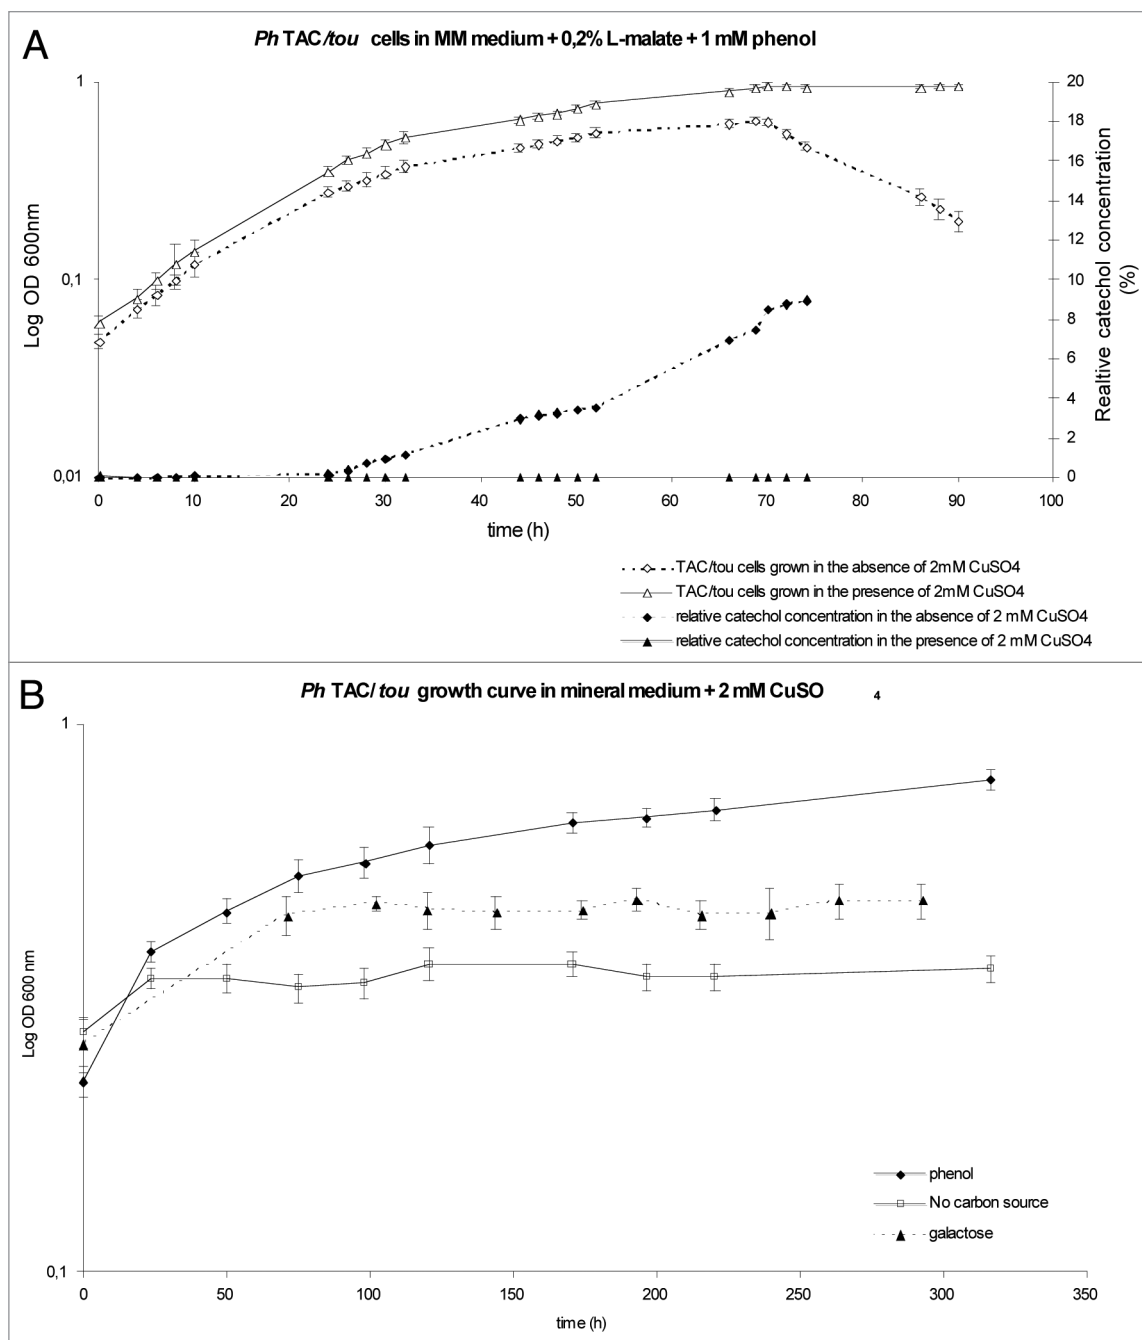 A
Ph TAC/tou cells in MM medium + 0,2% L-malate + 1 mM phenol
1
0,1
0,01
Log OD 600nm
20
18
16
14
12
10
8
6
4
2
0
Realtive catechol concentration
(%)
0 10 20 30 40 50 60 70 80 90 100
time (h)
TAC/tou cells grown in the absence of 2mM CuSO4
TAC/tou cells grown in the presence of 2mM CuSO4
relative catechol concentration in the absence of 2 mM CuSO4
relative catechol concentration in the presence of 2 mM CuSO4
B
Ph TAC/ tou growth curve in mineral medium + 2 mM CuSO 4
1
0,1
Log OD 600 nm
0 50 100 150 200 250 300 350
time (h)
phenol
No carbon source
galactose